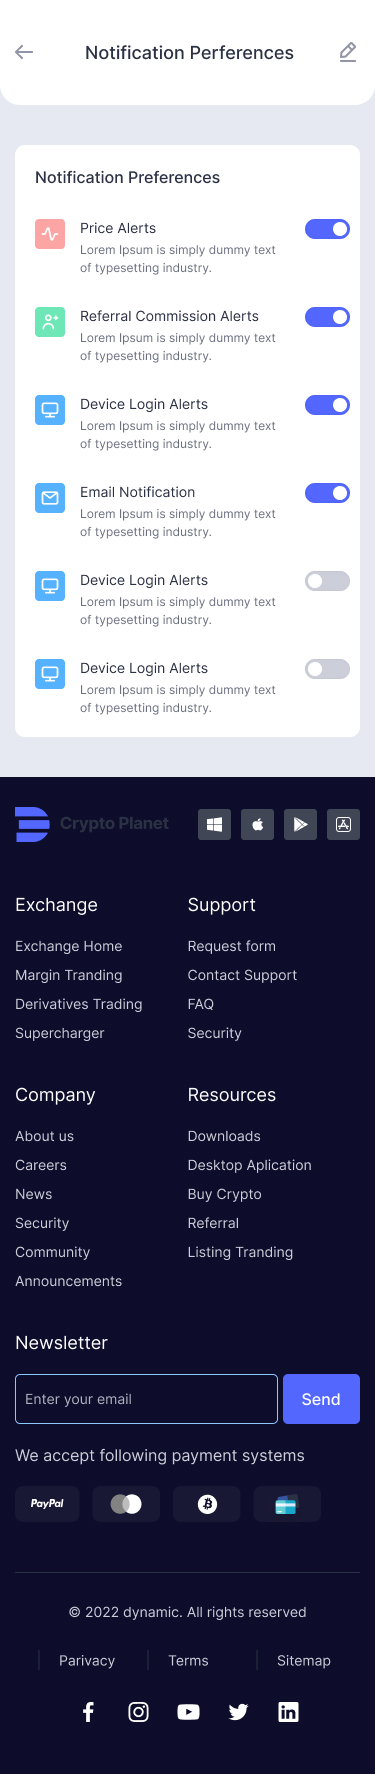 Notification Perferences
Notification Preferences
Price Alerts
Lorem Ipsum is simply dummy text
of typesetting industry.
Referral Commission Alerts
Lorem Ipsum is simply dummy text
of typesetting industry.
Device Login Alerts
Lorem Ipsum is simply dummy text
of typesetting industry.
Email Notification
Lorem Ipsum is simply dummy text
of typesetting industry.
Device Login Alerts
Lorem Ipsum is simply dummy text
of typesetting industry.
Device Login Alerts
Lorem Ipsum is simply dummy text
of typesetting industry.
Crypto Planet
Exchange
Exchange Home
Margin Tranding
Derivatives Trading
Supercharger
Support
Request form
Contact Support
FAQ
Security
Company
About us
Careers
News
Security
Community
Announcements
Resources
Downloads
Desktop Aplication
Buy Crypto
Referral
Listing Tranding
Newsletter
Enter your email
Send
We accept following payment systems
PayPal
© 2022 dynamic. All rights reserved
Parivacy
Terms
Sitemap